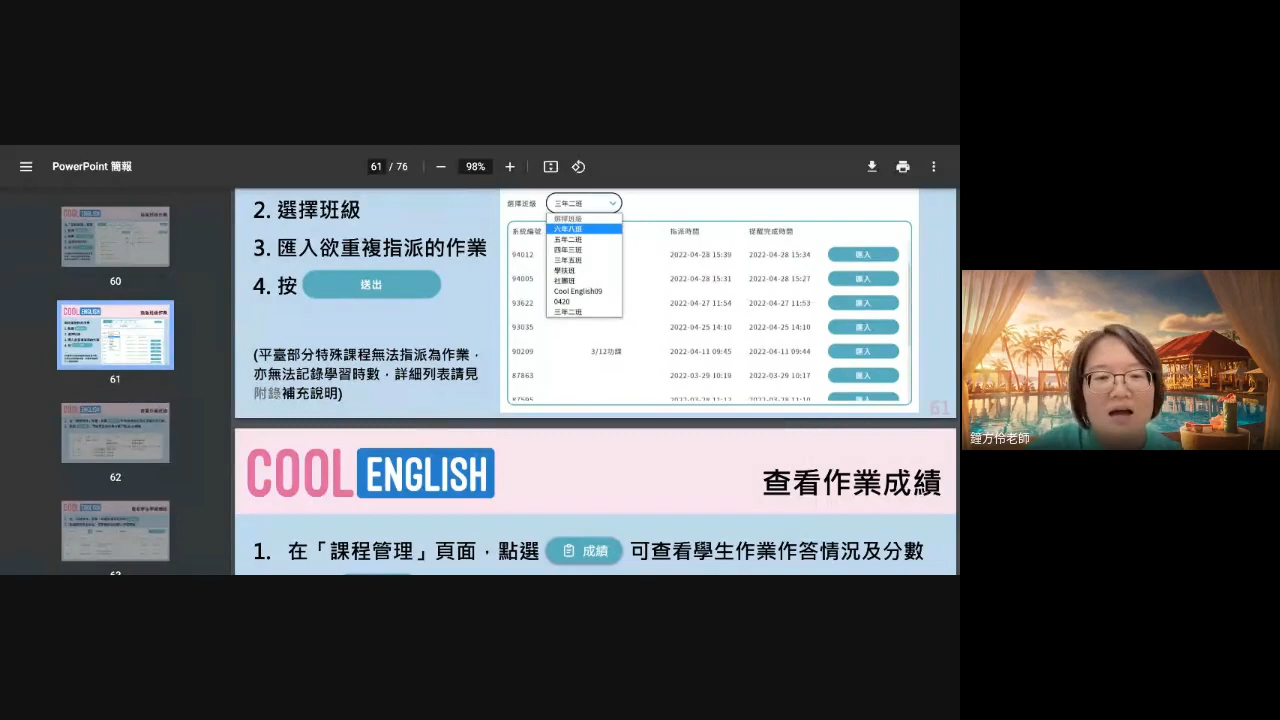 PowerPoint 簡報
61 / 76
98%
60
61
62
2. 選擇班級
3. 匯入欲重複指派的作業
4. 按 送出
(平臺部分特殊課程無法指派為作業，
亦無法記錄學習時數，詳細列表請見
附錄補充說明)
選擇班級 三年二班
選擇班級
六年八班
五年二班
四年三班
三年五班
學扶班
社團班
Cool English09
0420
三年二班
系統編號 指派時間 提醒完成時間
94012 2022-04-28 15:30 2022-04-28 15:34 匯入
94005 2022-04-28 15:31 2022-04-28 15:27 匯入
93622 2022-04-27 11:54 2022-04-27 11:53 匯入
93035 2022-04-25 14:10 2022-04-25 14:10 匯入
90209 3/12功課 2022-04-11 09:45 2022-04-11 09:44 匯入
87863 2022-03-29 10:19 2022-03-29 10:17 匯入
61
COOL ENGLISH
查看作業成績
1. 在「課程管理」頁面，點選 成績 可查看學生作業作答情況及分數
鐘方伶老師